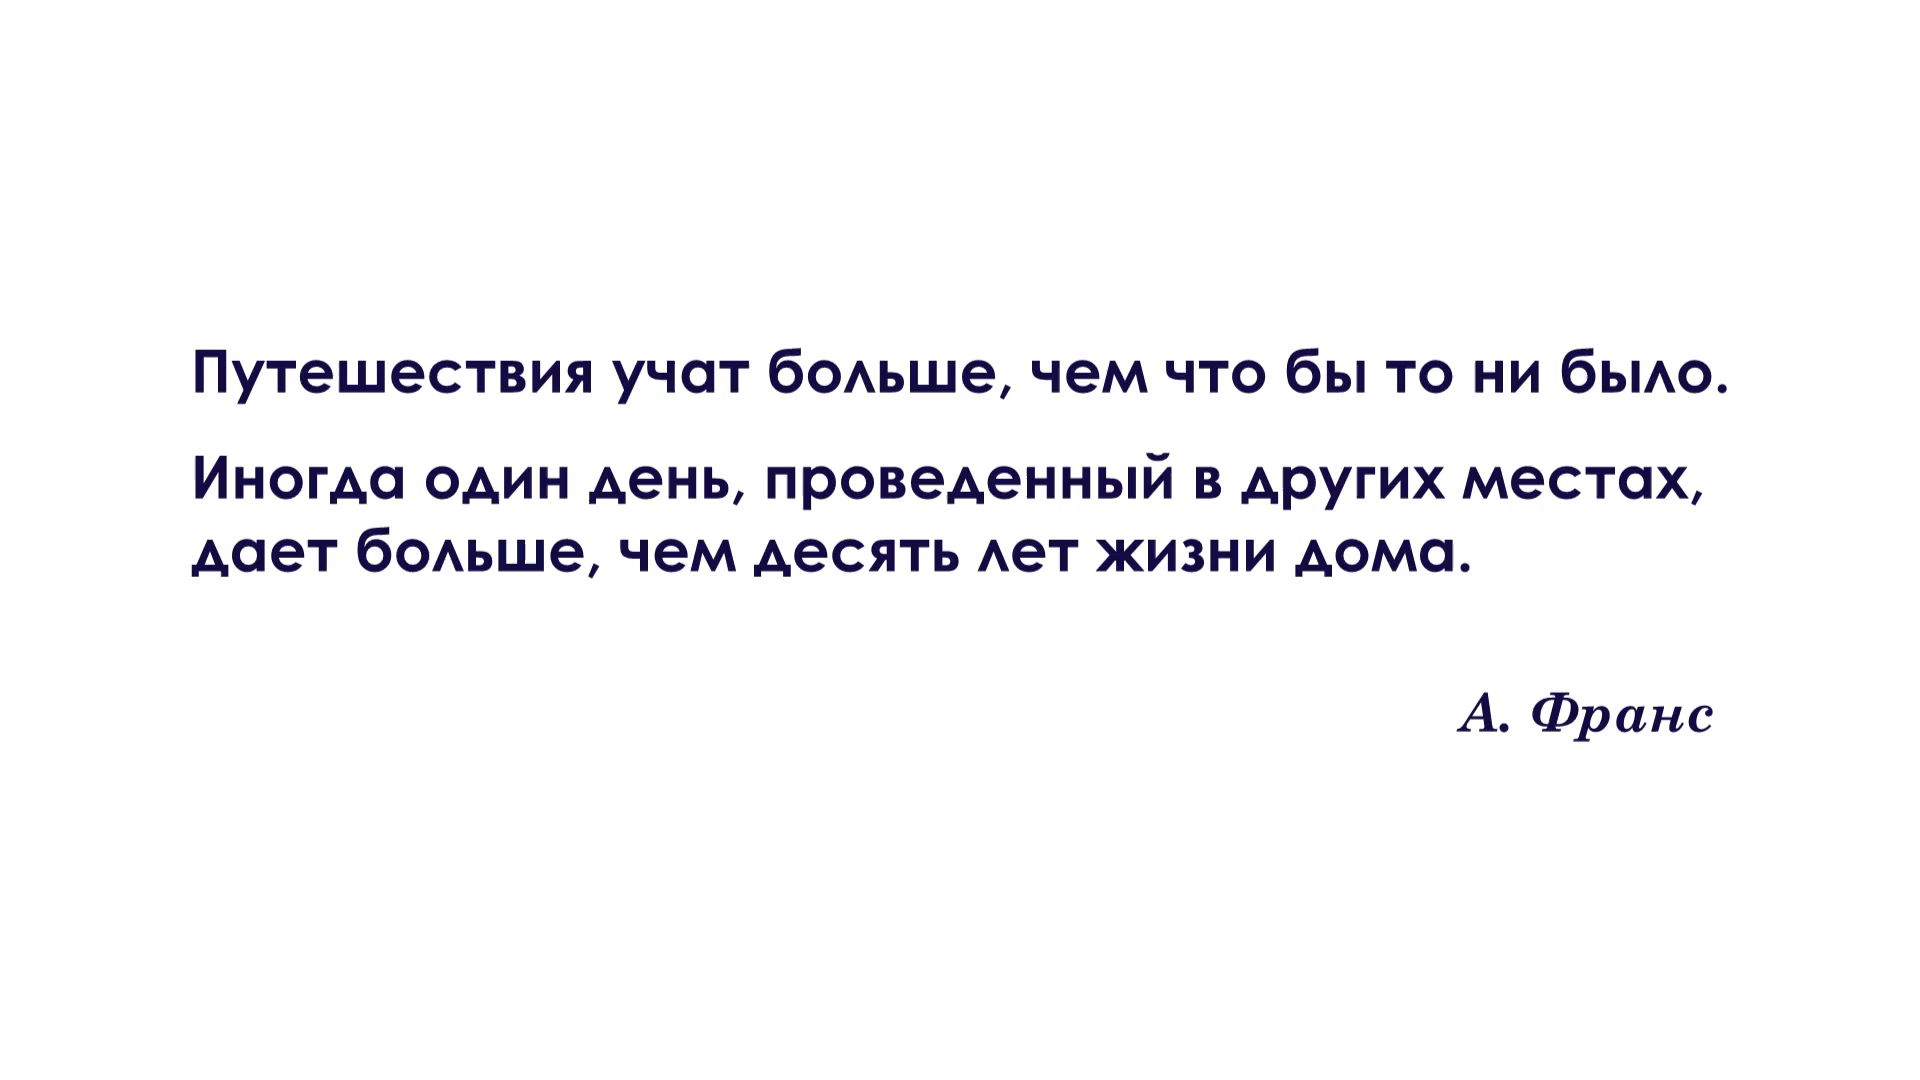 Путешествия учат больше, чем что бы то ни было.
Иногда один день, проведенный в других местах,
дает больше, чем десять лет жизни дома.
А. Франс